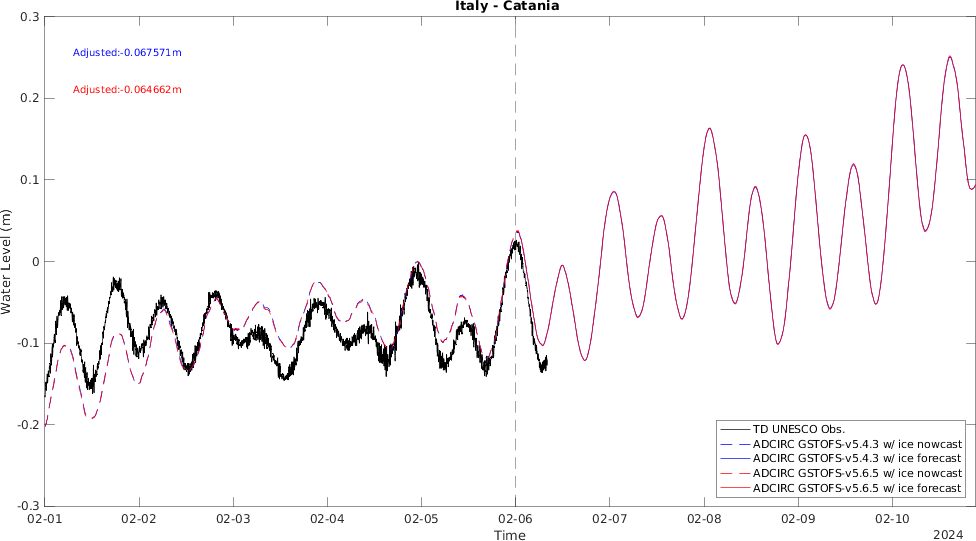 Italy - Catania
0.3
0.2
0.1
0
-0.1
-0.2
-0.3
Water Level (m)
Adjusted:-0.067571m
Adjusted:-0.064662m
TD UNESCO Obs.
ADCIRC GSTOFS-v5.4.3 w/ ice nowcast
ADCIRC GSTOFS-v5.4.3 w/ ice forecast
ADCIRC GSTOFS-v5.6.5 w/ ice nowcast
ADCIRC GSTOFS-v5.6.5 w/ ice forecast
02-01 02-02 02-03 02-04 02-05 02-06 02-07 02-08 02-09 02-10
Time
2024